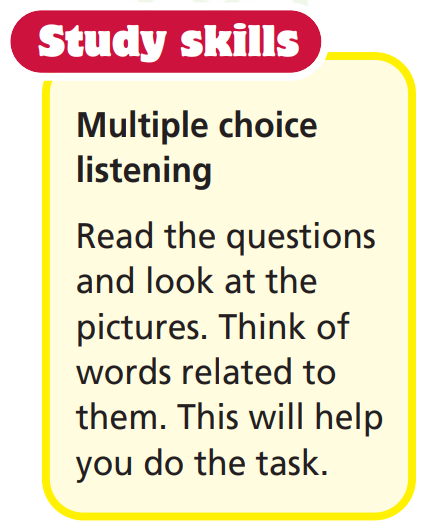 Study skills
Multiple choice
listening
Read the questions
and look at the
pictures. Think of
words related to
them. This will help
you do the task.